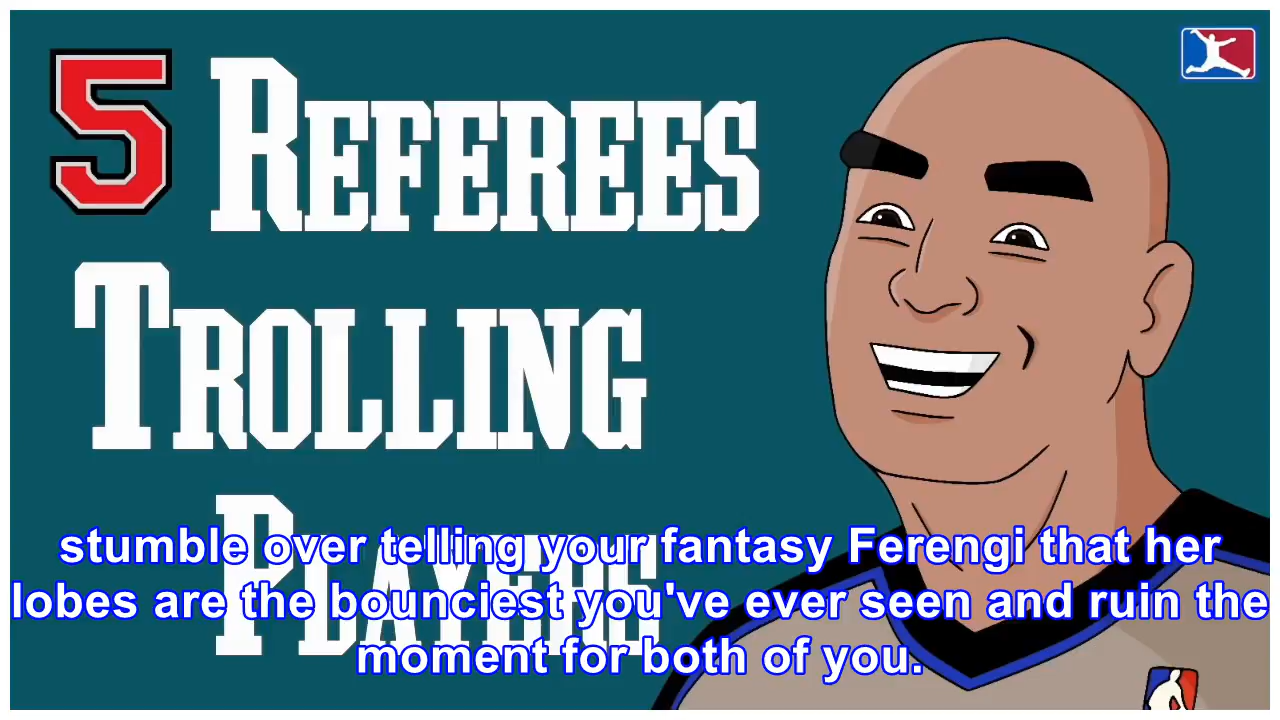 5 REFEREES
TROLLING
PLAYERS
stumble over telling your fantasy Ferengi that her
lobes are the bounciest you've ever seen and ruin the
moment for both of you.